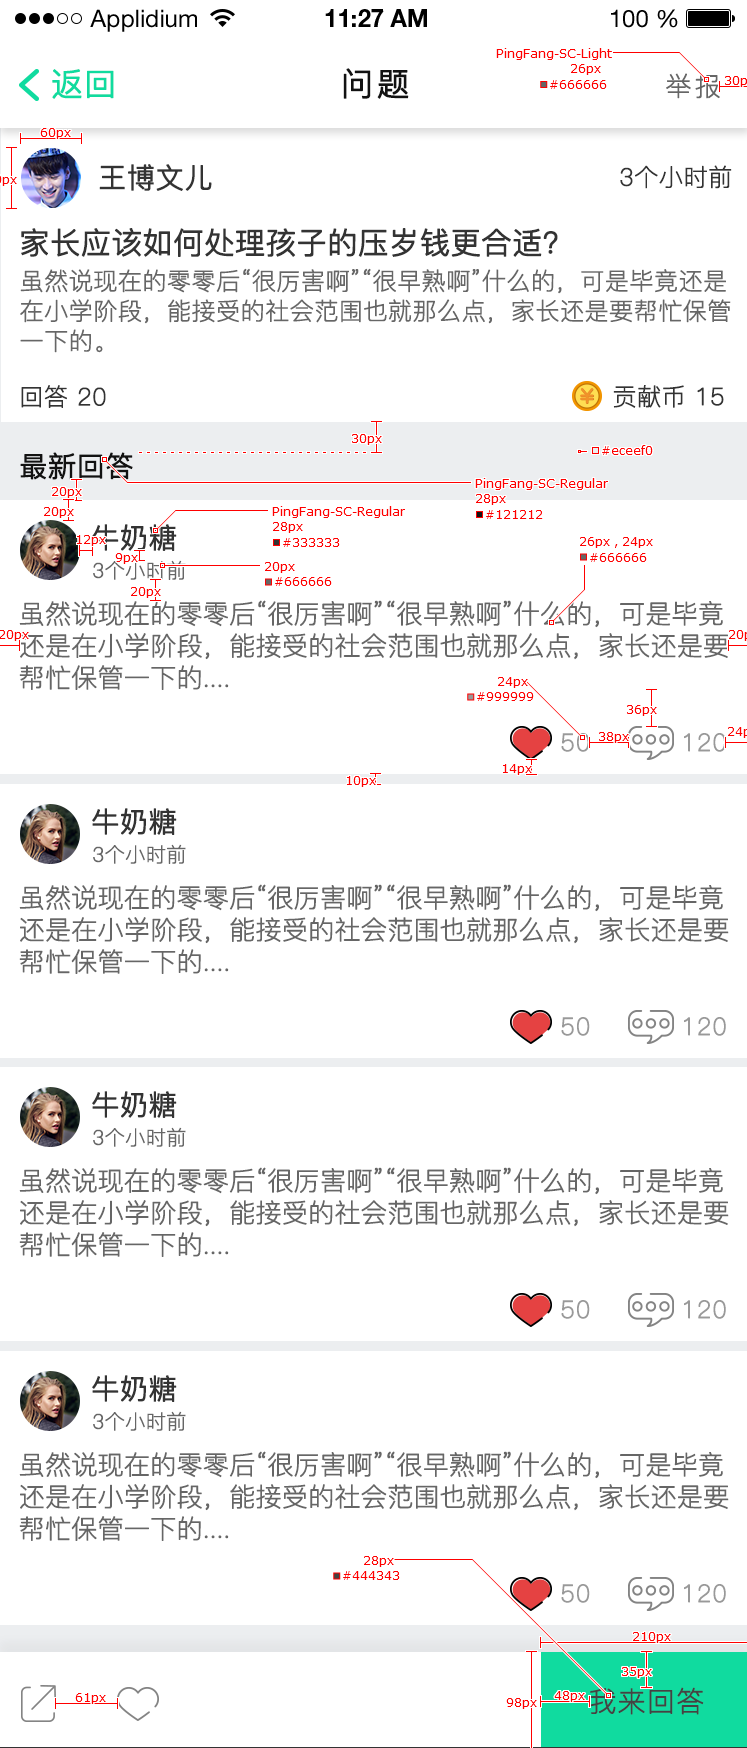 Applidium 11:27 AM 100 %
PingFang-SC-Light
26px
#666666
返回 问题 举报 30p
60px
0px
王博文儿 3个小时前
家长应该如何处理孩子的压岁钱更合适？
虽然说现在的零零后“很厉害啊”“很早熟啊”什么的，可是毕竟还是
在小学阶段，能接受的社会范围也就那么点，家长还是要帮忙保管
一下的。
回答 20 贡献币 15
30px
#eceef0
最新回答
PingFang-SC-Regular
28px
#121212
20px
20px
PingFang-SC-Regular
28px
#333333
牛奶糖
12px
9px
26px , 24px
#666666
3个小时前
20px
#666666
20px
虽然说现在的零零后“很厉害啊”“很早熟啊”什么的，可是毕竟
20px 20p
还是在小学阶段，能接受的社会范围也就那么点，家长还是要
帮忙保管一下的....
24px
#999999
36px
50 38px 120 24p
14px
10px
牛奶糖
3个小时前
虽然说现在的零零后“很厉害啊”“很早熟啊”什么的，可是毕竟
还是在小学阶段，能接受的社会范围也就那么点，家长还是要
帮忙保管一下的....
50 120
牛奶糖
3个小时前
虽然说现在的零零后“很厉害啊”“很早熟啊”什么的，可是毕竟
还是在小学阶段，能接受的社会范围也就那么点，家长还是要
帮忙保管一下的....
50 120
牛奶糖
3个小时前
虽然说现在的零零后“很厉害啊”“很早熟啊”什么的，可是毕竟
还是在小学阶段，能接受的社会范围也就那么点，家长还是要
帮忙保管一下的....
28px
#444343
50 120
210px
35px
61px 98px 48px 我来回答